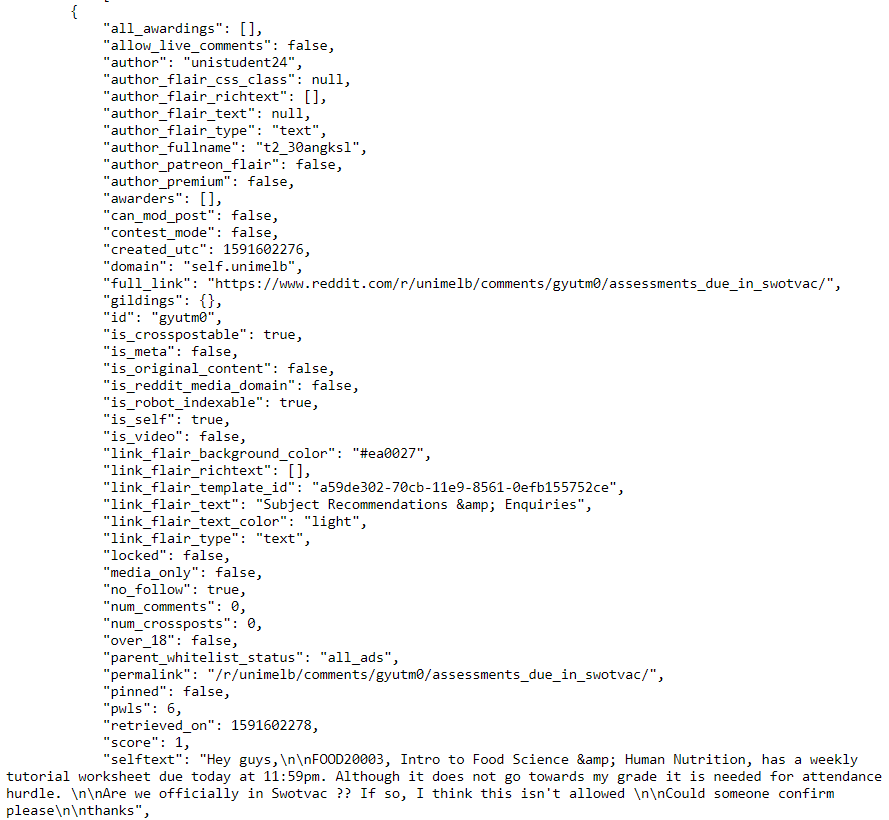 {
"all_awardings": [],
"allow_live_comments": false,
"author": "unistudent24",
"author_flair_css_class": null,
"author_flair_richtext": [],
"author_flair_text": null,
"author_flair_type": "text",
"author_fullname": "t2_30angksl",
"author_patreon_flair": false,
"author_premium": false,
"awarders": [],
"can_mod_post": false,
"contest_mode": false,
"created_utc": 1591602276,
"domain": "self.unimelb",
"full_link": "https://www.reddit.com/r/unimelb/comments/gyutm0/assessments_due_in_swotvac/",
"gildings": {},
"id": "gyutm0",
"is_crosspostable": true,
"is_meta": false,
"is_original_content": false,
"is_reddit_media_domain": false,
"is_robot_indexable": true,
"is_self": true,
"is_video": false,
"link_flair_background_color": "#ea0027",
"link_flair_richtext": [],
"link_flair_template_id": "a59de302-70cb-11e9-8561-0efb155752ce",
"link_flair_text": "Subject Recommendations &amp; Enquiries",
"link_flair_text_color": "light",
"link_flair_type": "text",
"locked": false,
"media_only": false,
"no_follow": true,
"num_comments": 0,
"num_crossposts": 0,
"over_18": false,
"parent_whitelist_status": "all_ads",
"permalink": "/r/unimelb/comments/gyutm0/assessments_due_in_swotvac/",
"pinned": false,
"pwls": 6,
"retrieved_on": 1591602278,
"score": 1,
"selftext": "Hey guys,\n\nFOOD20003, Intro to Food Science &amp; Human Nutrition, has a weekly
tutorial worksheet due today at 11:59pm. Although it does not go towards my grade it is needed for attendance
hurdle. \n\nAre we officially in Swotvac ?? If so, I think this isn't allowed \n\nCould someone confirm
please\n\nthanks",